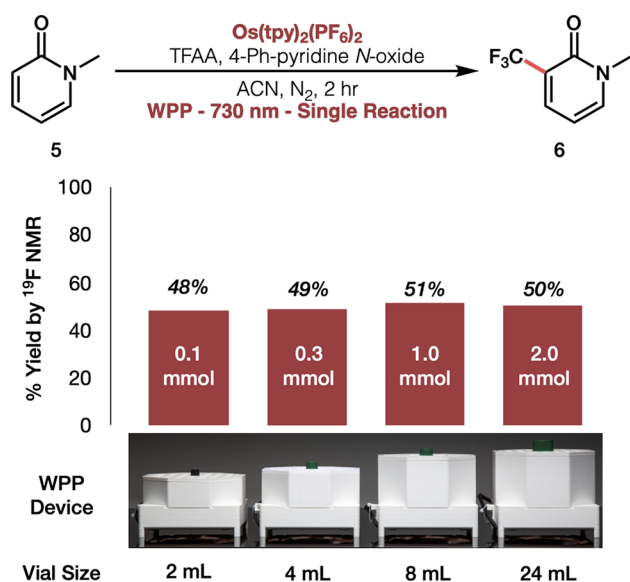 Os(tpy)2(PF6)2
TFAA, 4-Ph-pyridine N-oxide
ACN, N2, 2 hr
WPP - 730 nm - Single Reaction
O
N
5
F3C
O
N
6
% Yield by 19F NMR
100
80
60
40
20
0
48%
49%
51%
50%
0.1 mmol
0.3 mmol
1.0 mmol
2.0 mmol
WPP
Device
Vial Size
2 mL
4 mL
8 mL
24 mL